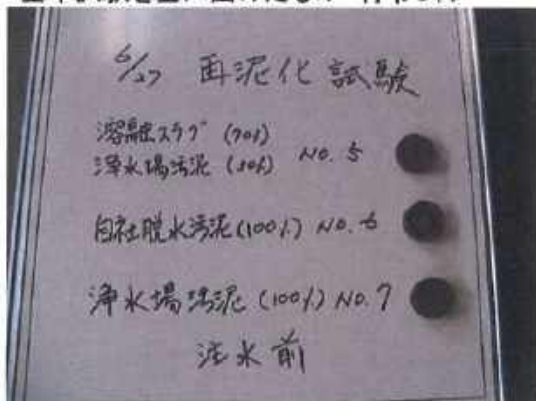 6/27 再泥化試験
溶融スラグ (70%)
浄水場汚泥 (30%) NO.5
自社脱水汚泥 (100%) NO.6
浄水場汚泥 (100%) NO.7
注水前